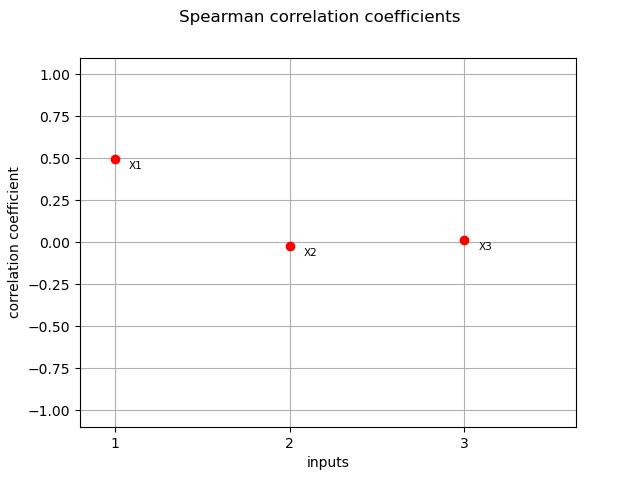 Spearman correlation coefficients
correlation coefficient
1.00
0.75
0.50
0.25
0.00
−0.25
−0.50
−0.75
−1.00
X1
X2
X3
1 2 3
inputs